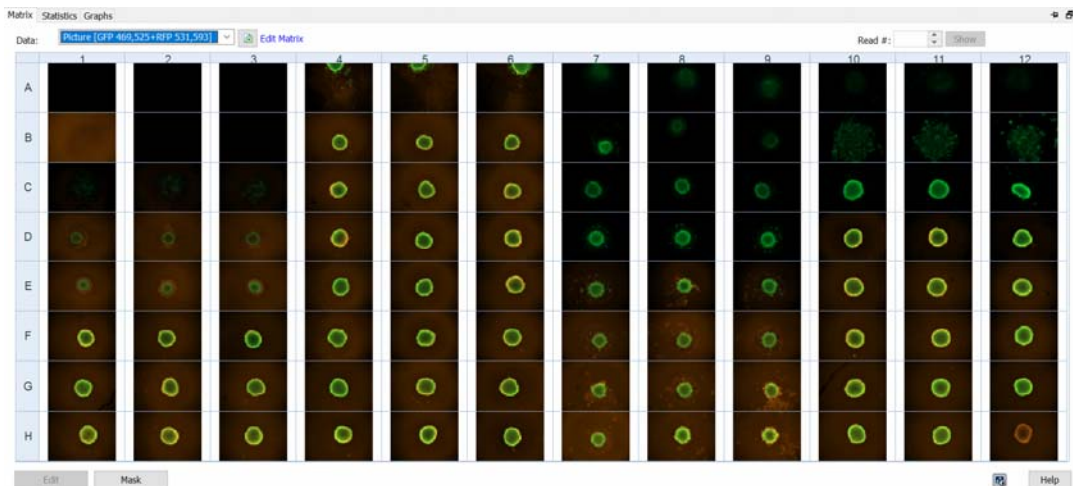 Matrix Statistics Graphs
Data: Picture [GFP 469,525+RFP 531,593] Edit Matrix Read #: Show
1 2 3 4 5 6 7 8 9 10 11 12
A
B
C
D
E
F
G
H
Edit Mask Help